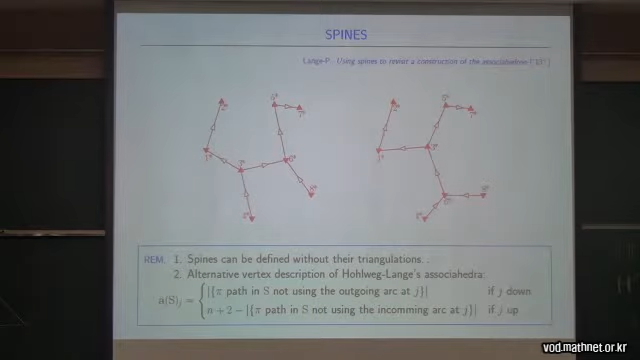 SPINES
Lange-P., Using spines to revisit a construction of the associahedron
REM. 1. Spines can be defined without their triangulations. . .
2. Alternative vertex description of Hohlweg-Lange's associahedra:
a(S)j = { |{π path in S not using the outgoing arc at j}| if j down
n + 2 − |{π path in S not using the incomming arc at j}| if j up
vod.mathnet.or.kr